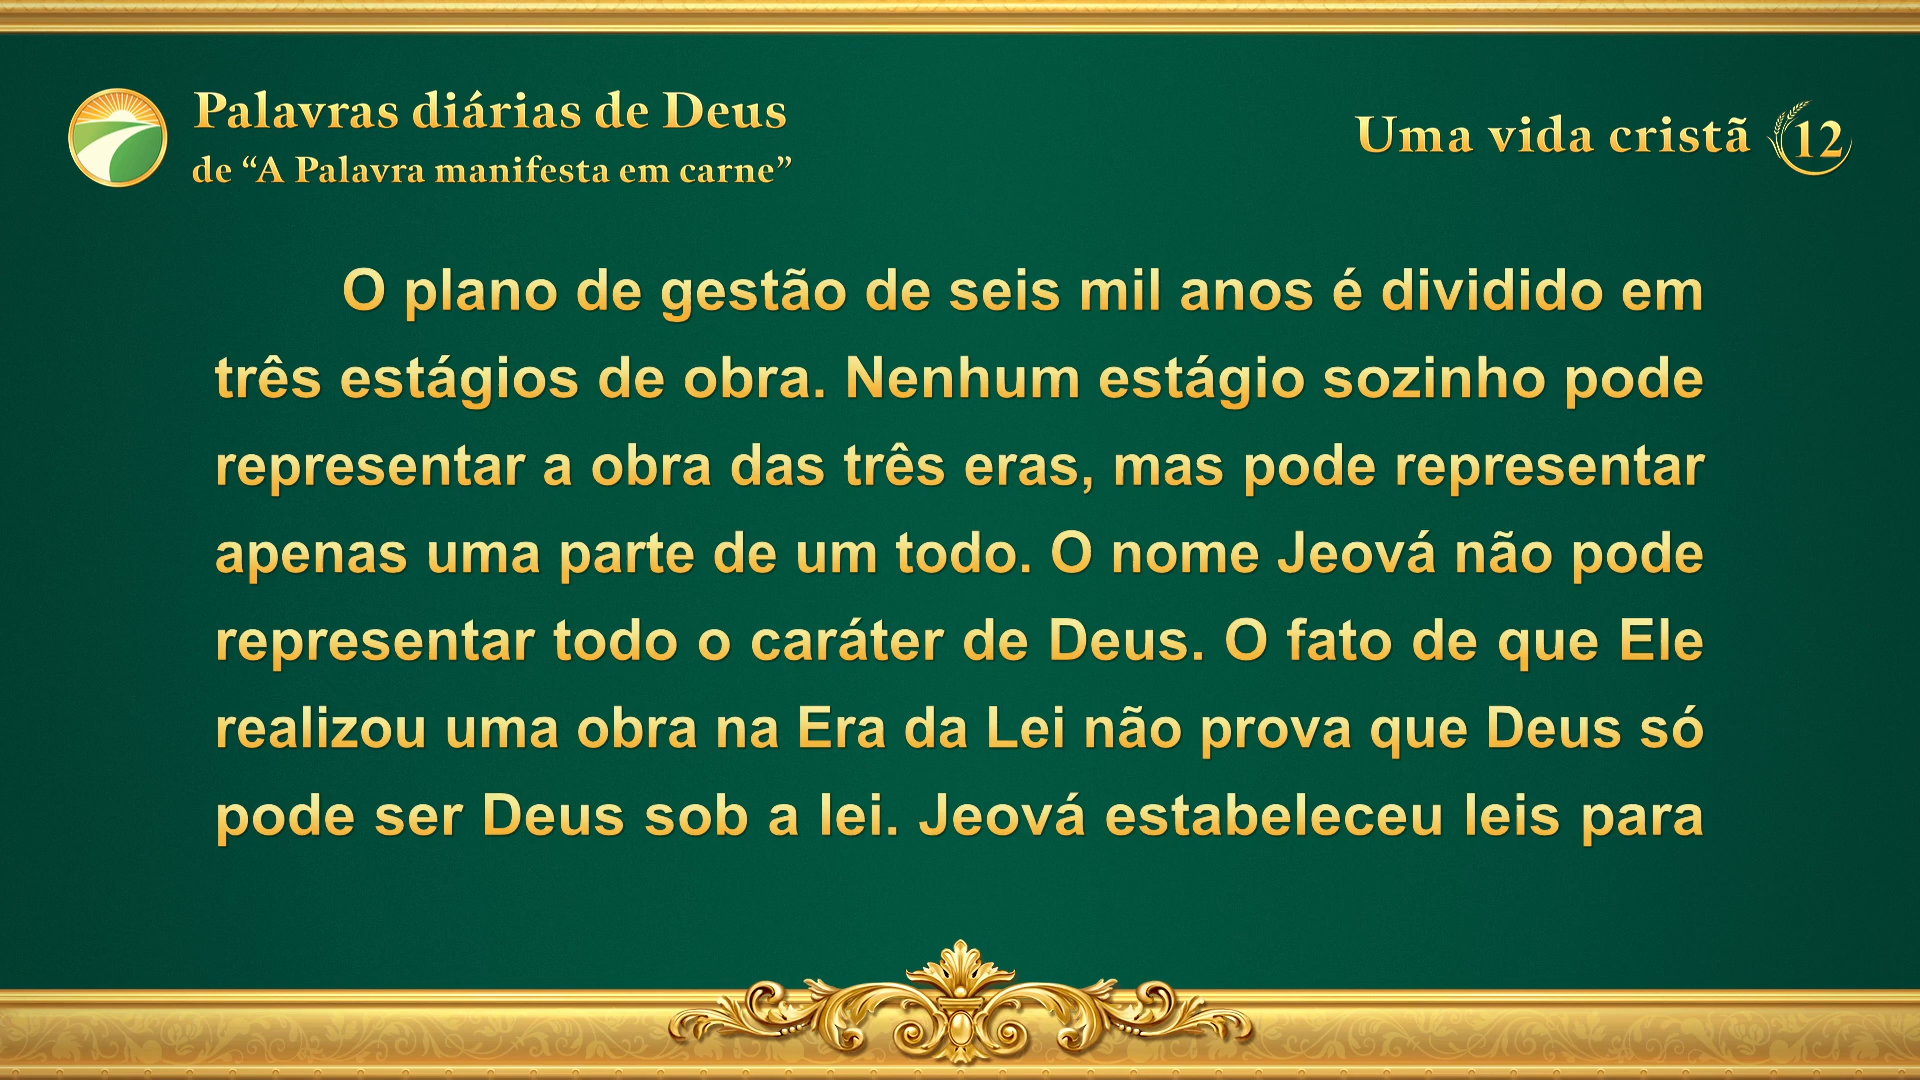 Palavras diárias de Deus
de “A Palavra manifesta em carne”
Uma vida cristã 12
O plano de gestão de seis mil anos é dividido em
três estágios de obra. Nenhum estágio sozinho pode
representar a obra das três eras, mas pode representar
apenas uma parte de um todo. O nome Jeová não pode
representar todo o caráter de Deus. O fato de que Ele
realizou uma obra na Era da Lei não prova que Deus só
pode ser Deus sob a lei. Jeová estabeleceu leis para